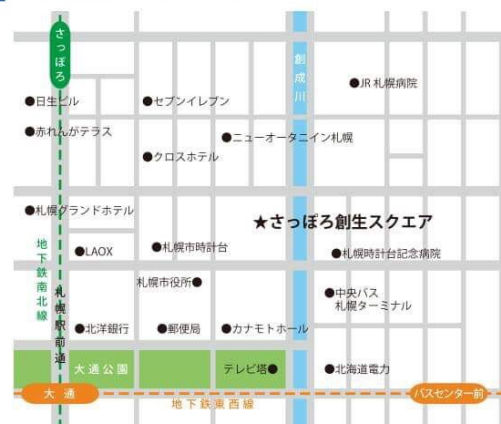 さっぽろ
創成川
●JR 札幌病院
●日生ビル
●セブンイレブン
●赤れんがテラス
●ニューオータニイン札幌
●クロスホテル
●札幌グランドホテル
★さっぽろ創生スクエア
地下鉄南北線
●LAOX
●札幌市時計台
●札幌時計台記念病院
札幌市役所●
札幌駅前通
●中央バス
札幌ターミナル
●北洋銀行
●郵便局
●カナモトホール
大通公園
テレビ塔●
●北海道電力
大通
バスセンター前
地下鉄東西線